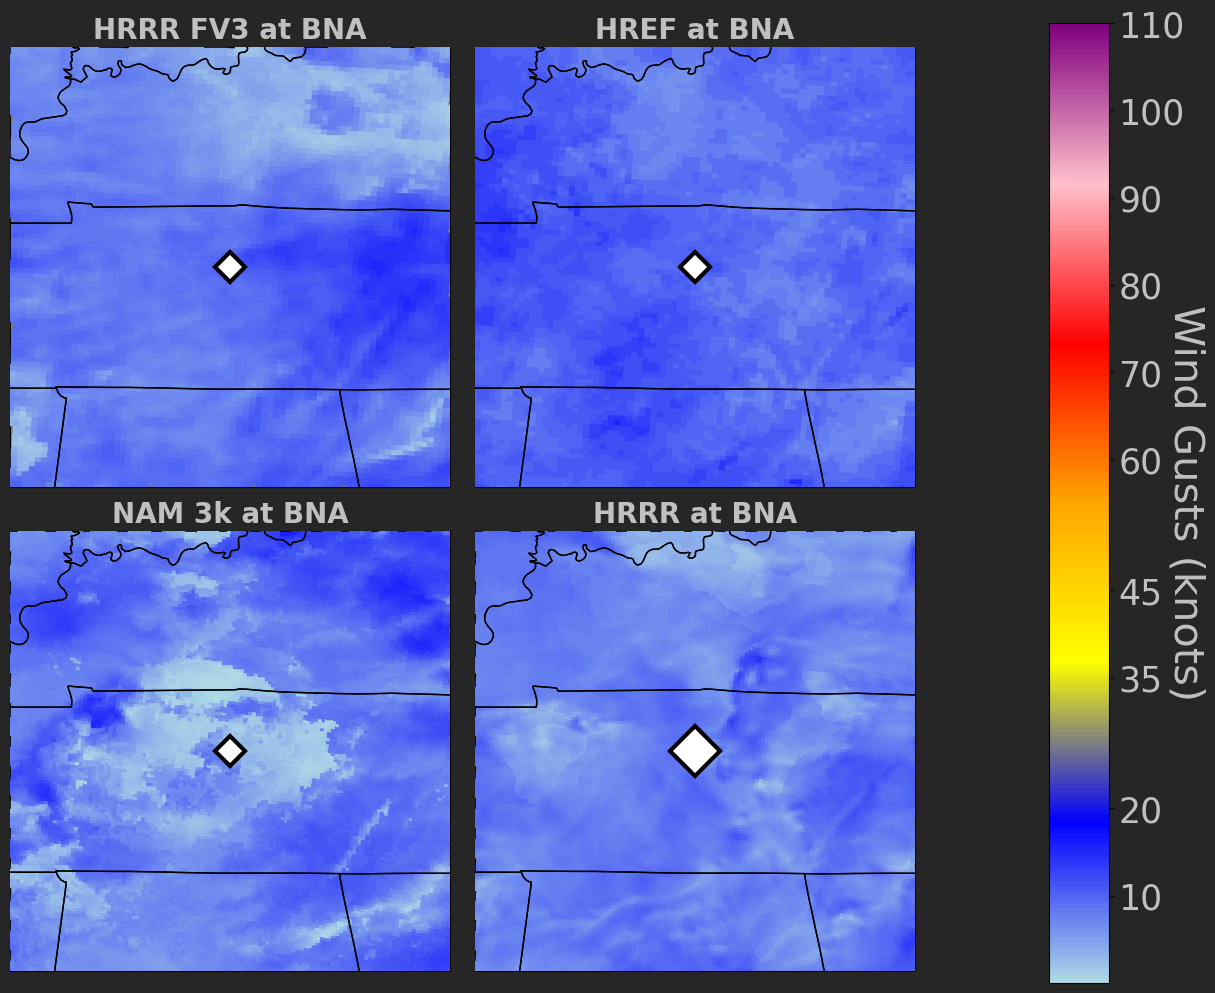 HRRR FV3 at BNA
HREF at BNA
NAM 3k at BNA
HRRR at BNA
110
100
90
80
70
60
45
35
20
10
Wind Gusts (knots)